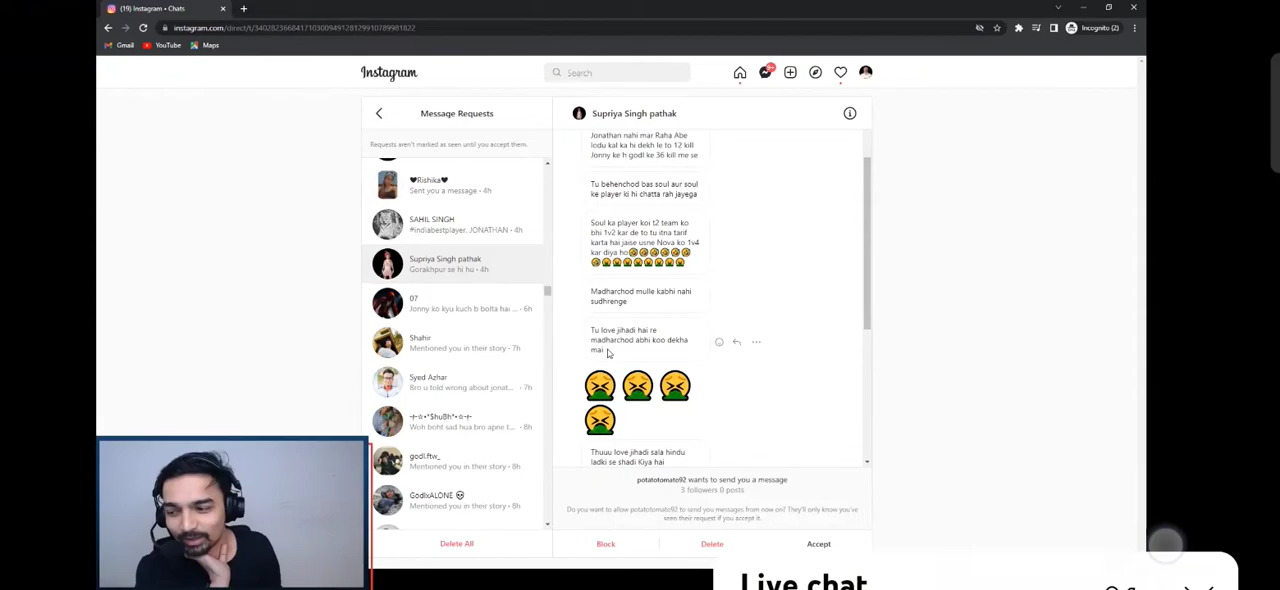 (19) Instagram • Chats
instagram.com/direct/t/340282366841710300949128129910789981822
Incognito (2)
Gmail
YouTube
Maps
Instagram
Search
9+
Message Requests
Requests aren't marked as seen until you accept them.
❤Rishika❤
Sent you a message · 4h
SAHIL SINGH
#indiabestplayer. JONATHAN · 4h
Supriya Singh pathak
Gorakhpur se hi hu · 4h
07
Jonny ko kyu kuch b bolta hai ... · 6h
Shahir
Mentioned you in their story · 7h
Syed Azhar
Bro u told wrong about jonat... · 7h
Woh boht sad hua bro apne t... · 8h
godl.ftw_
Mentioned you in their story · 8h
GodlxALONE 💀
Mentioned you in their story · 8h
Delete All
Supriya Singh pathak
Jonathan nahi mar Raha Abe
lodu kal ka hi dekh le to 12 kill
Jonny ke h godl ke 36 kill me se
Tu behenchod bas soul aur soul
ke player ki hi chatta rah jayega
Soul ka player koi t2 team ko
bhi 1v2 kar de to tu itna tarif
karta hai jaise usne Nova ko 1v4
kar diya ho
Madharchod mulle kabhi nahi
sudhrenge
Tu love jihadi hai re
madharchod abhi koo dekha
mai
Thuuu love jihadi sala hindu
ladki se shadi Kiya hai
potatotomato92 wants to send you a message
3 followers 0 posts
Do you want to allow potatotomato92 to send you messages from now on? They'll only know you've
seen their request if you accept it.
Block
Delete
Accept
Live chat